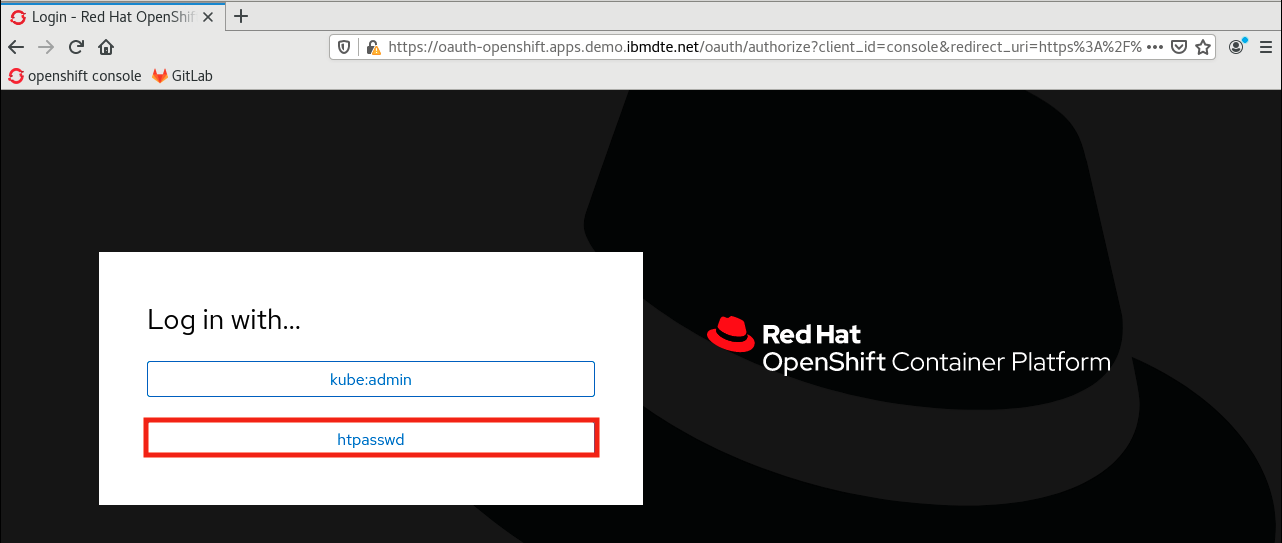 Login - Red Hat OpenShif
https://oauth-openshift.apps.demo.ibmdte.net/oauth/authorize?client_id=console&redirect_uri=https%3A%2F%
openshift console GitLab
Log in with...
kube:admin
htpasswd
Red Hat
OpenShift Container Platform